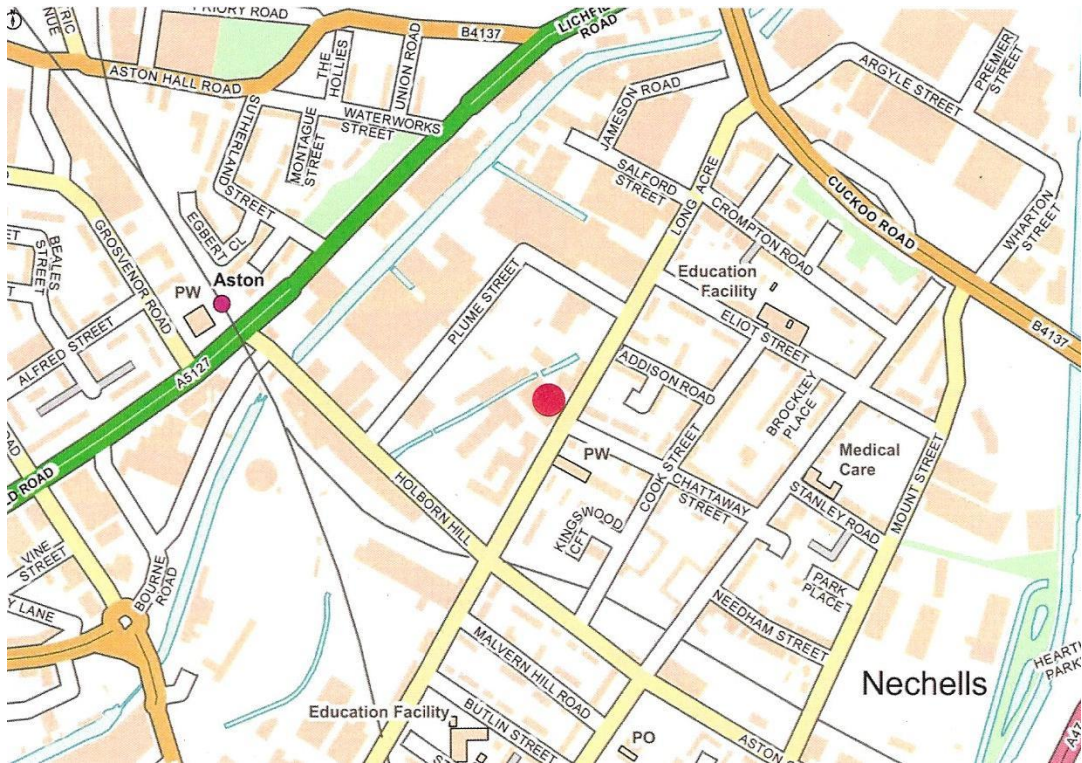 PRIORY ROAD
LICHFIELD
ROAD
B4137
ASTON HALL ROAD
THE
HOLLIES
UNION ROAD
WATERWORKS
STREET
MONTAGUE
STREET
SUTHERLAND
STREET
EGBERT
CL
GROSVENOR ROAD
BEALES
STREET
PW
Aston
ALFRED STREET
A5127
JAMESON ROAD
SALFORD
STREET
LONG ACRE
CROMPTON ROAD
CUCKOO ROAD
ARGYLE STREET
PREMIER
STREET
WHARTON
STREET
B4137
Education
Facility
ELIOT STREET
PLUME STREET
ADDISON ROAD
BROCKLEY
PLACE
PW
COOK STREET
CHATTAWAY
STREET
Medical
Care
STANLEY ROAD
MOUNT STREET
KINGSWOOD
CFT
HOLBORN HILL
PARK
PLACE
NEEDHAM STREET
ROAD
VINE
STREET
BOURNE
ROAD
LANE
MALVERN HILL ROAD
Education Facility
BUTLIN STREET
PO
ASTON
Nechells
A47